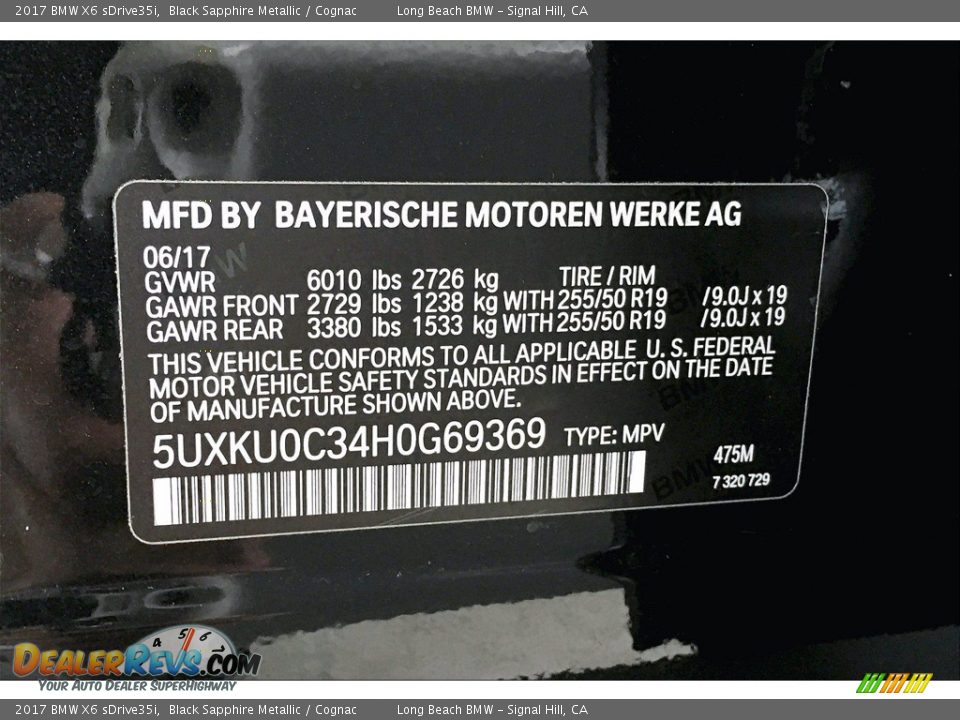 2017 BMW X6 sDrive35i, Black Sapphire Metallic / Cognac Long Beach BMW – Signal Hill, CA
MFD BY BAYERISCHE MOTOREN WERKE AG
06/17
GVWR 6010 lbs 2726 kg TIRE / RIM
GAWR FRONT 2729 lbs 1238 kg WITH 255/50 R19 /9.0J x 19
GAWR REAR 3380 lbs 1533 kg WITH 255/50 R19 /9.0J x 19
THIS VEHICLE CONFORMS TO ALL APPLICABLE U. S. FEDERAL
MOTOR VEHICLE SAFETY STANDARDS IN EFFECT ON THE DATE
OF MANUFACTURE SHOWN ABOVE.
5UXKU0C34H0G69369 TYPE: MPV
475M
7 320 729
4 5 6
DEALERREVS.COM
YOUR AUTO DEALER SUPERHIGHWAY
2017 BMW X6 sDrive35i, Black Sapphire Metallic / Cognac Long Beach BMW – Signal Hill, CA